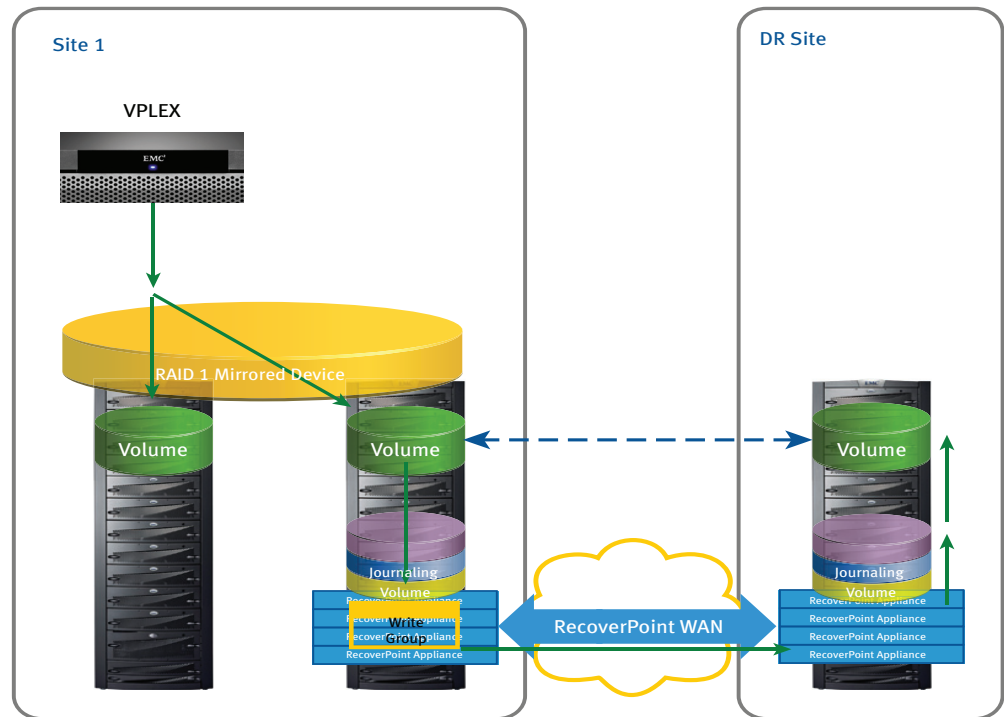 Site 1
DR Site
VPLEX
EMC²
RAID 1 Mirrored Device
Volume
Volume
Volume
Journaling
Volume
RecoverPoint Appliance
RecoverPoint Appliance
RecoverPoint Appliance
RecoverPoint Appliance
Write
Group
RecoverPoint WAN
Journaling
Volume
RecoverPoint Appliance
RecoverPoint Appliance
RecoverPoint Appliance
RecoverPoint Appliance